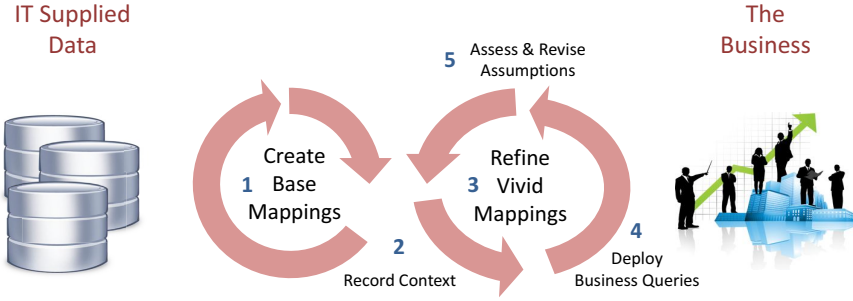 IT Supplied
Data
The
Business
5
Assess & Revise
Assumptions
1
Create
Base
Mappings
3
Refine
Vivid
Mappings
2
Record Context
4
Deploy
Business Queries